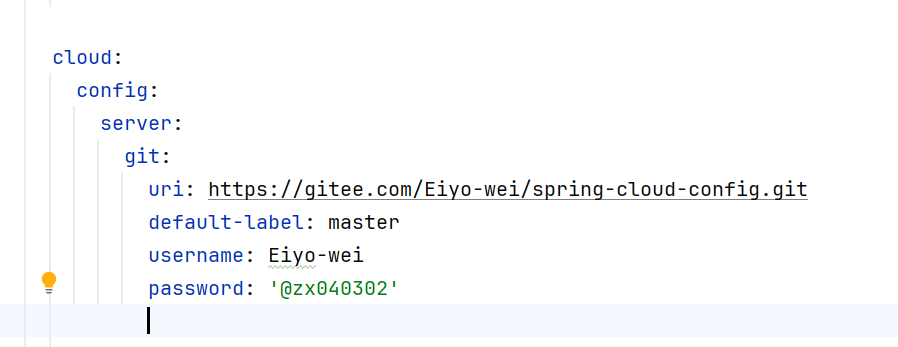 cloud:
config:
server:
git:
uri: https://gitee.com/Eiyo-wei/spring-cloud-config.git
default-label: master
username: Eiyo-wei
password: '@zx040302'